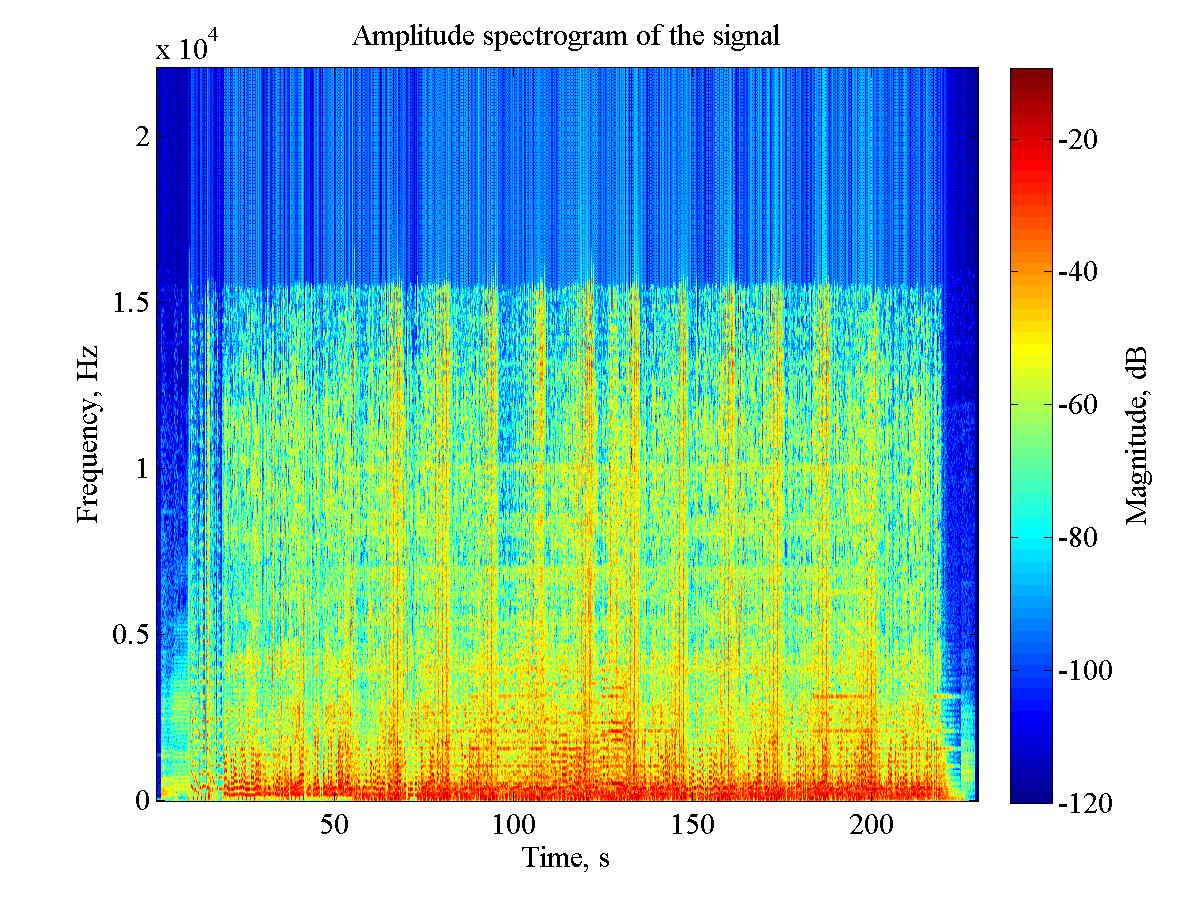 Amplitude spectrogram of the signal
x 10⁴
2
1.5
1
0.5
0
Frequency, Hz
50 100 150 200
Time, s
-20
-40
-60
-80
-100
-120
Magnitude, dB